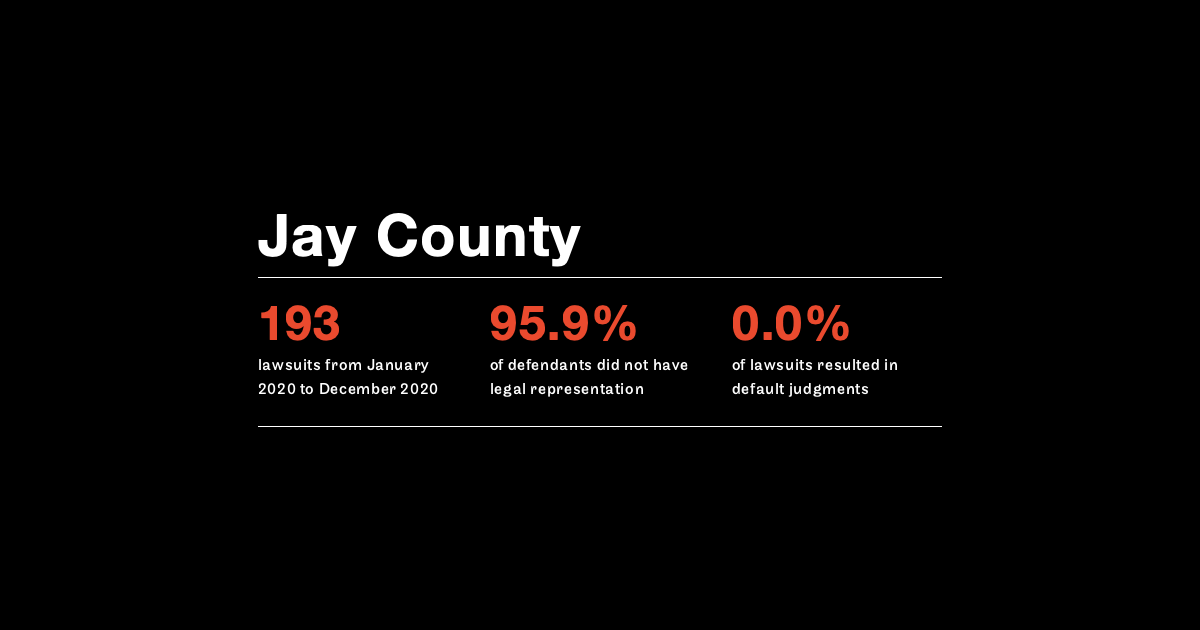 Jay County
193
lawsuits from January
2020 to December 2020
95.9%
of defendants did not have
legal representation
0.0%
of lawsuits resulted in
default judgments